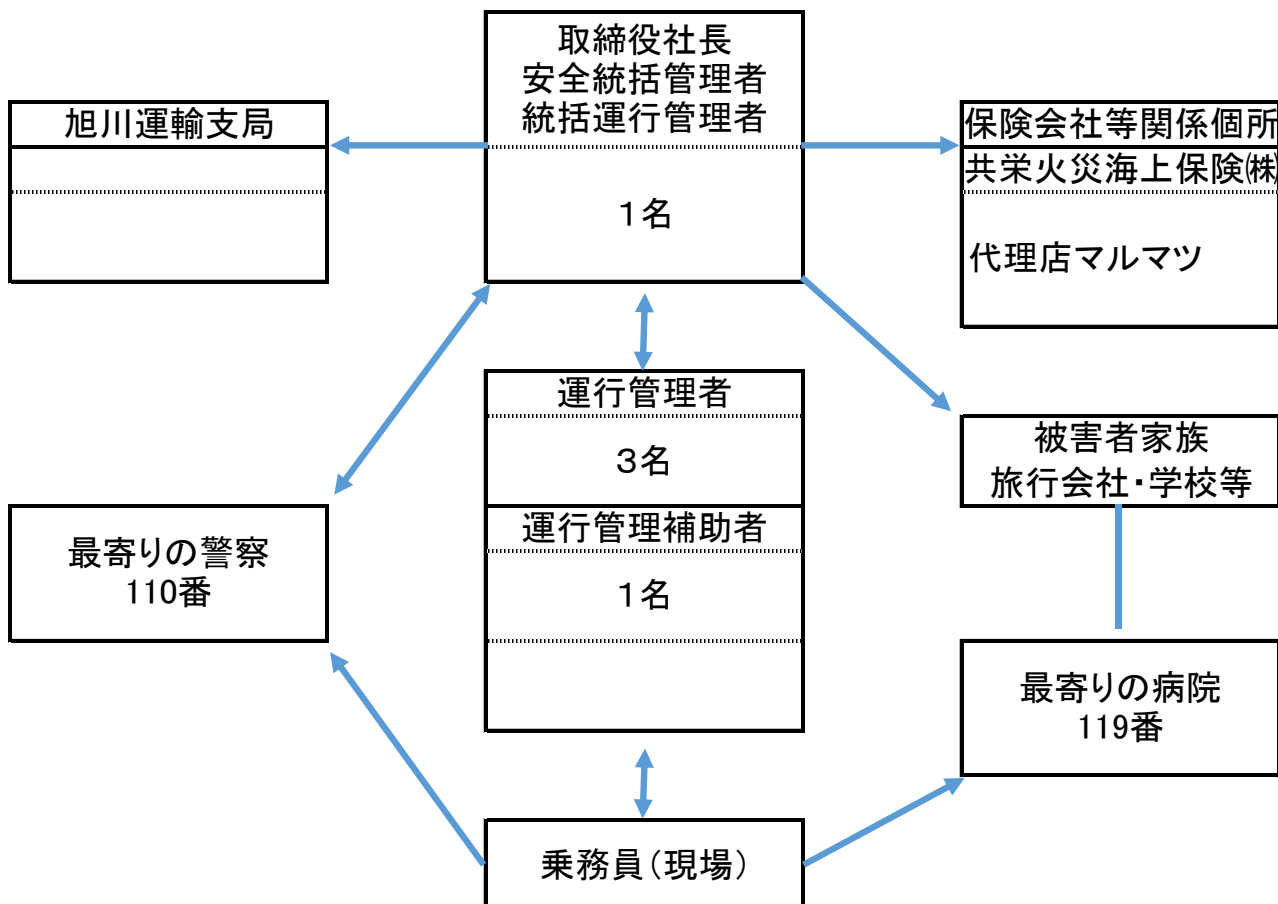 取締役社長
安全統括管理者
統括運行管理者
1名
旭川運輸支局
保険会社等関係個所
共栄火災海上保険㈱
代理店マルマツ
運行管理者
3名
運行管理補助者
1名
被害者家族
旅行会社・学校等
最寄りの警察
110番
最寄りの病院
119番
乗務員(現場)